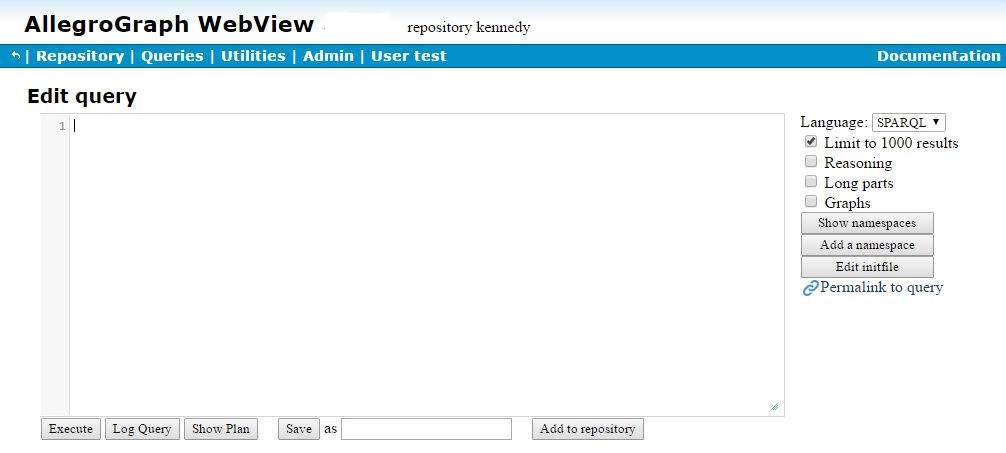 AllegroGraph WebView repository kennedy
| Repository | Queries | Utilities | Admin | User test Documentation
Edit query
1
Language: SPARQL
Limit to 1000 results
Reasoning
Long parts
Graphs
Show namespaces
Add a namespace
Edit initfile
Permalink to query
Execute Log Query Show Plan Save as Add to repository